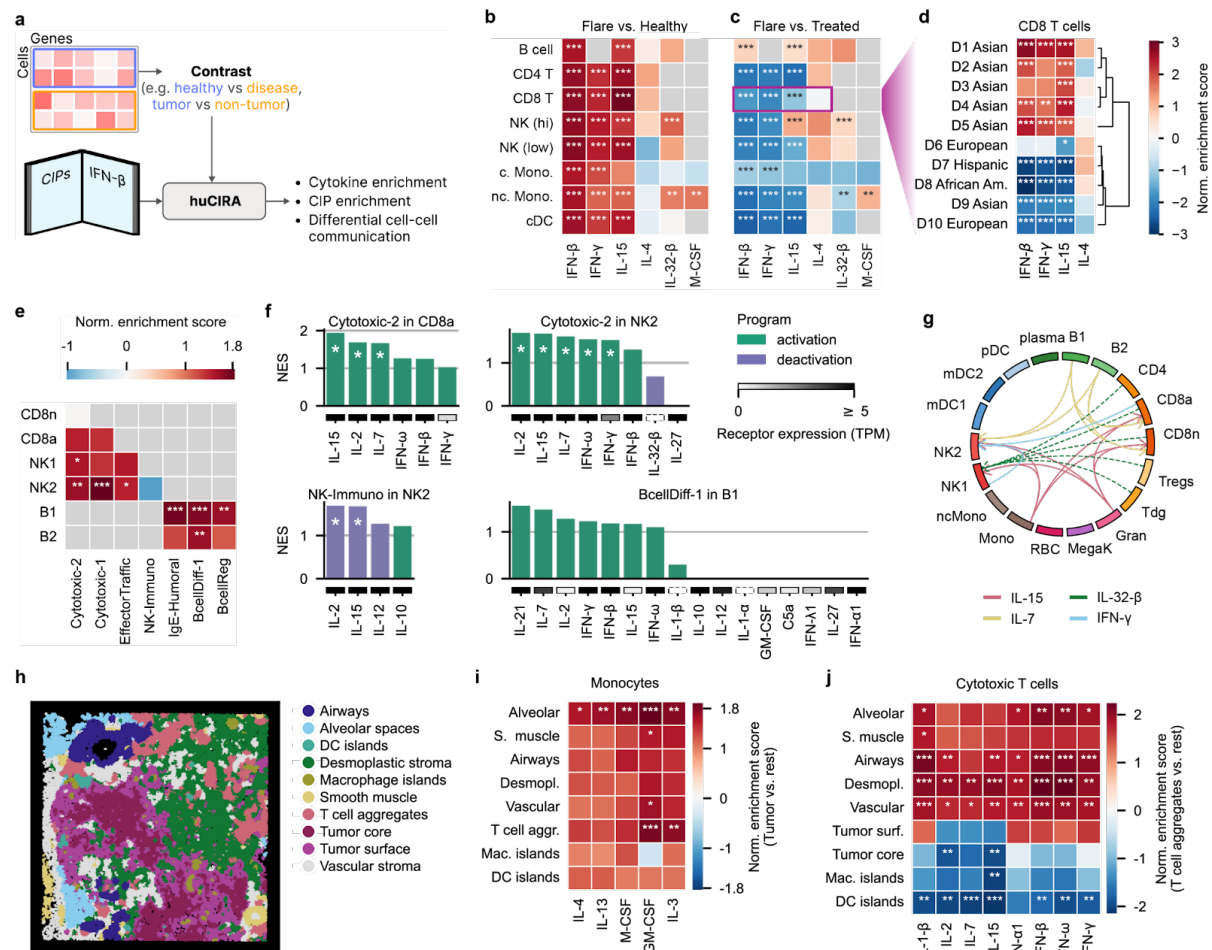 a
Genes
Cells
Contrast
(e.g. healthy vs disease,
tumor vs non-tumor)
CIPs
IFN-β
huCIRA
• Cytokine enrichment
• CIP enrichment
• Differential cell-cell
communication
b
Flare vs. Healthy
B cell
CD4 T
CD8 T
NK (hi)
NK (low)
c. Mono.
nc. Mono.
cDC
IFN-β
IFN-γ
IL-15
IL-4
IL-32-β
M-CSF
c
Flare vs. Treated
IFN-β
IFN-γ
IL-15
IL-4
IL-32-β
M-CSF
d
CD8 T cells
D1 Asian
D2 Asian
D3 Asian
D4 Asian
D5 Asian
D6 European
D7 Hispanic
D8 African Am.
D9 Asian
D10 European
IFN-β
IFN-γ
IL-15
IL-4
3
2
1
0
−1
−2
−3
Norm. enrichment score
e
Norm. enrichment score
-1
0
1
1.8
CD8n
CD8a
NK1
NK2
B1
B2
Cytotoxic-2
Cytotoxic-1
EffectorTraffic
NK-Immuno
IgE-Humoral
BcellDiff-1
BcellReg
f
Cytotoxic-2 in CD8a
NES
2
1
0
IL-15
IL-2
IL-7
IFN-ω
IFN-β
IFN-γ
Cytotoxic-2 in NK2
1
0
IL-2
IL-15
IL-7
IFN-ω
IFN-γ
IFN-β
IL-32-β
IL-27
Program
activation
deactivation
0
≥ 5
Receptor expression (TPM)
NK-Immuno in NK2
NES
1
0
IL-2
IL-15
IL-12
IL-10
BcellDiff-1 in B1
1
0
IL-21
IL-7
IL-2
IFN-γ
IFN-β
IL-15
IFN-ω
IL-1-β
IL-10
IL-12
IL-1-α
GM-CSF
C5a
IFN-λ1
IL-27
IFN-α1
g
plasma
B1
B2
CD4
CD8a
CD8n
Tregs
Tdg
Gran
MegaK
RBC
Mono
ncMono
NK1
NK2
mDC1
mDC2
pDC
IL-15
IL-7
IL-32-β
IFN-γ
h
Airways
Alveolar spaces
DC islands
Desmoplastic stroma
Macrophage islands
Smooth muscle
T cell aggregates
Tumor core
Tumor surface
Vascular stroma
i
Monocytes
Alveolar
S. muscle
Airways
Desmopl.
Vascular
T cell aggr.
Mac. islands
DC islands
IL-4
IL-13
M-CSF
GM-CSF
IL-3
1.8
1
0
-1
-1.8
Norm. enrichment score
(Tumor vs. rest)
j
Cytotoxic T cells
Alveolar
S. muscle
Airways
Desmopl.
Vascular
Tumor surf.
Tumor core
Mac. islands
DC islands
IL-2
IL-7
IL-15
2
1
0
-1
-2
Norm. enrichment score
(T cell aggregates vs. rest)